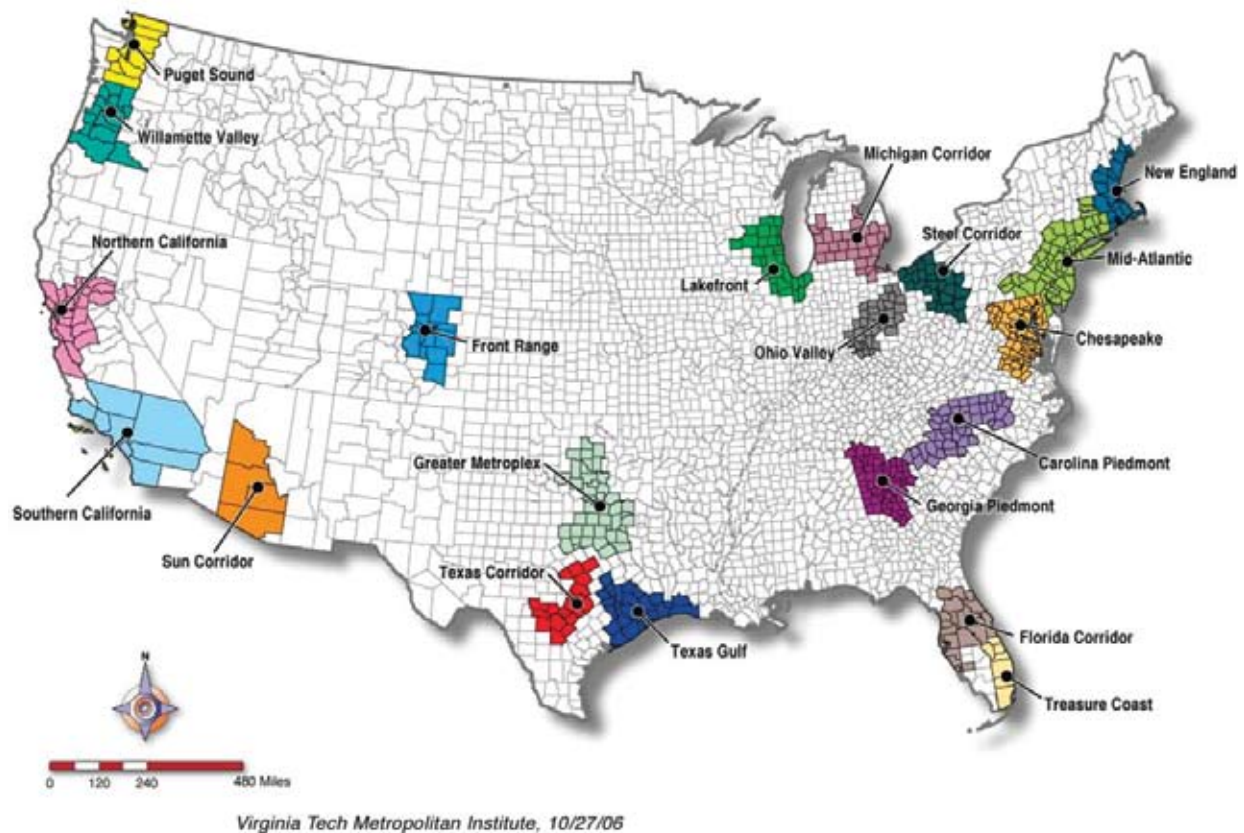 Puget Sound
Willamette Valley
Michigan Corridor
New England
Northern California
Steel Corridor
Mid-Atlantic
Lakefront
Front Range
Ohio Valley
Chesapeake
Greater Metroplex
Carolina Piedmont
Southern California
Georgia Piedmont
Sun Corridor
Texas Corridor
Florida Corridor
Texas Gulf
N
Treasure Coast
0 120 240 480 Miles
Virginia Tech Metropolitan Institute, 10/27/06